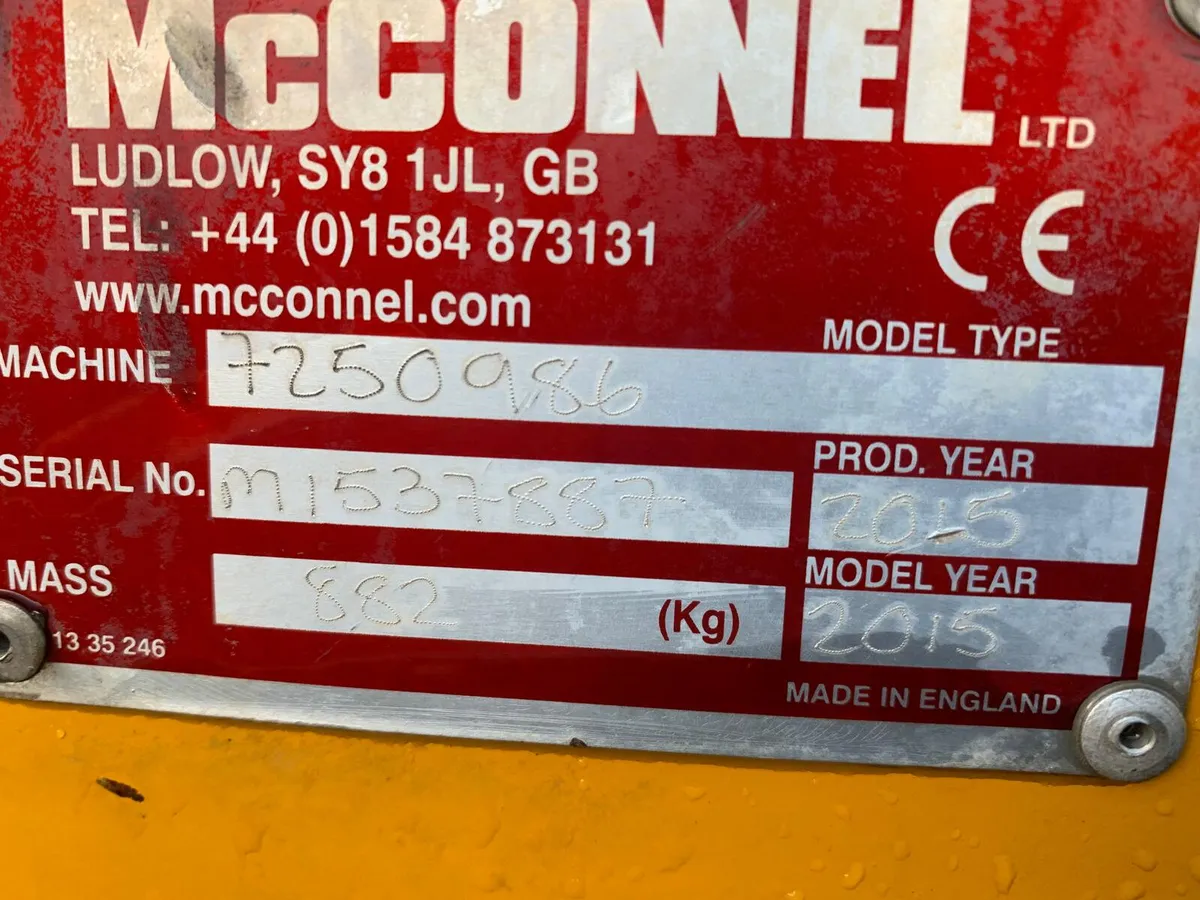 McCONNEL LTD
LUDLOW, SY8 1JL, GB
TEL: +44 (0)1584 873131
www.mcconnel.com
CE
MODEL TYPE
MACHINE 7250986
PROD. YEAR
SERIAL No. M1537887 2015
MODEL YEAR
MASS 882 (Kg) 2015
13 35 246
MADE IN ENGLAND